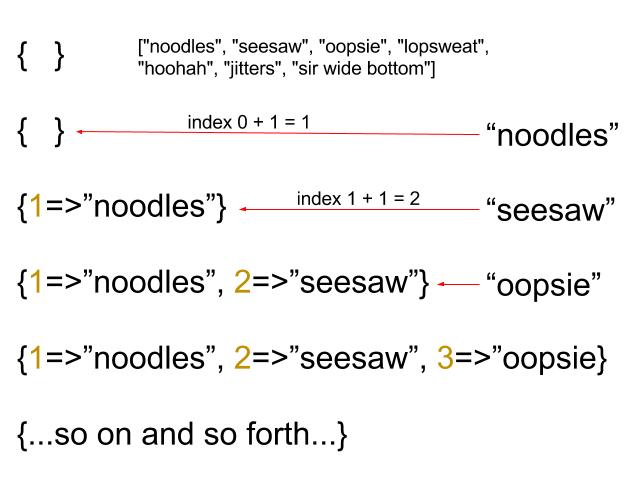 { }
["noodles", "seesaw", "oopsie", "lopsweat",
"hoohah", "jitters", "sir wide bottom"]
{ }
index 0 + 1 = 1
“noodles”
{1=>”noodles”}
index 1 + 1 = 2
“seesaw”
{1=>”noodles”, 2=>”seesaw”}
“oopsie”
{1=>”noodles”, 2=>”seesaw”, 3=>”oopsie}
{...so on and so forth...}